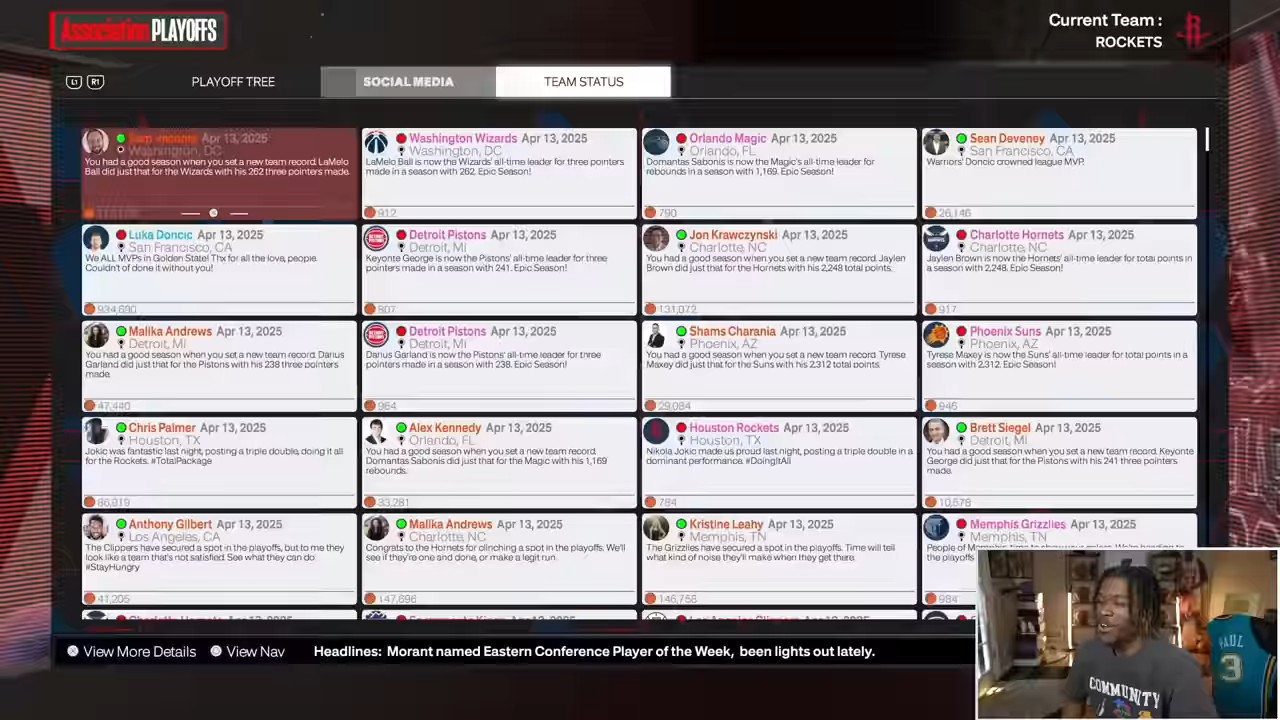 Association PLAYOFFS
Current Team :
ROCKETS
L1 R1
PLAYOFF TREE
SOCIAL MEDIA
TEAM STATUS
Apr 13, 2025
Washington, DC
You had a good season when you set a new team record. LaMelo
Ball did just that for the Wizards with his 262 three pointers made.
Washington Wizards Apr 13, 2025
Washington, DC
LaMelo Ball is now the Wizards' all-time leader for three pointers
made in a season with 262. Epic Season!
912
Orlando Magic Apr 13, 2025
Orlando, FL
Domantas Sabonis is now the Magic's all-time leader for
rebounds in a season with 1,169. Epic Season!
790
Sean Deveney Apr 13, 2025
San Francisco, CA
Warriors' Doncic crowned league MVP.
26,146
Luka Doncic Apr 13, 2025
San Francisco, CA
We ALL MVPs in Golden State! Thx for all the love, people.
Couldn't of done it without you!
934,690
Detroit Pistons Apr 13, 2025
Detroit, MI
Keyonte George is now the Pistons' all-time leader for three
pointers made in a season with 241. Epic Season!
807
Jon Krawczynski Apr 13, 2025
Charlotte, NC
You had a good season when you set a new team record. Jaylen
Brown did just that for the Hornets with his 2,248 total points.
131,072
Charlotte Hornets Apr 13, 2025
Charlotte, NC
Jaylen Brown is now the Hornets' all-time leader for total points in
a season with 2,248. Epic Season!
917
Malika Andrews Apr 13, 2025
Detroit, MI
You had a good season when you set a new team record. Darius
Garland did just that for the Pistons with his 238 three pointers
made.
47,440
Detroit Pistons Apr 13, 2025
Detroit, MI
Darius Garland is now the Pistons' all-time leader for three
pointers made in a season with 238. Epic Season!
964
Shams Charania Apr 13, 2025
Phoenix, AZ
You had a good season when you set a new team record. Tyrese
Maxey did just that for the Suns with his 2,312 total points.
29,084
Phoenix Suns Apr 13, 2025
Phoenix, AZ
Tyrese Maxey is now the Suns' all-time leader for total points in a
season with 2,312. Epic Season!
946
Chris Palmer Apr 13, 2025
Houston, TX
Jokic was fantastic last night, posting a triple double, doing it all
for the Rockets. #TotalPackage
86,919
Alex Kennedy Apr 13, 2025
Orlando, FL
You had a good season when you set a new team record.
Domantas Sabonis did just that for the Magic with his 1,169
rebounds.
33,281
Houston Rockets Apr 13, 2025
Houston, TX
Nikola Jokic made us proud last night, posting a triple double in a
dominant performance. #DoingItAll
784
Brett Siegel Apr 13, 2025
Detroit, MI
You had a good season when you set a new team record. Keyonte
George did just that for the Pistons with his 241 three pointers
made.
10,578
Anthony Gilbert Apr 13, 2025
Los Angeles, CA
The Clippers have secured a spot in the playoffs, but to me they
look like a team that's not satisfied. See what they can do
#StayHungry
41,205
Malika Andrews Apr 13, 2025
Charlotte, NC
Congrats to the Hornets for clinching a spot in the playoffs. We'll
see if they're one and done, or make a legit run.
147,696
Kristine Leahy Apr 13, 2025
Memphis, TN
The Grizzlies have secured a spot in the playoffs. Time will tell
what kind of noise they'll make when they get there.
146,758
Memphis Grizzlies Apr 13, 2025
Memphis, TN
the playoffs
984
View More Details
View Nav
Headlines: Morant named Eastern Conference Player of the Week, been lights out lately.
COMMUNITY
PAUL
3